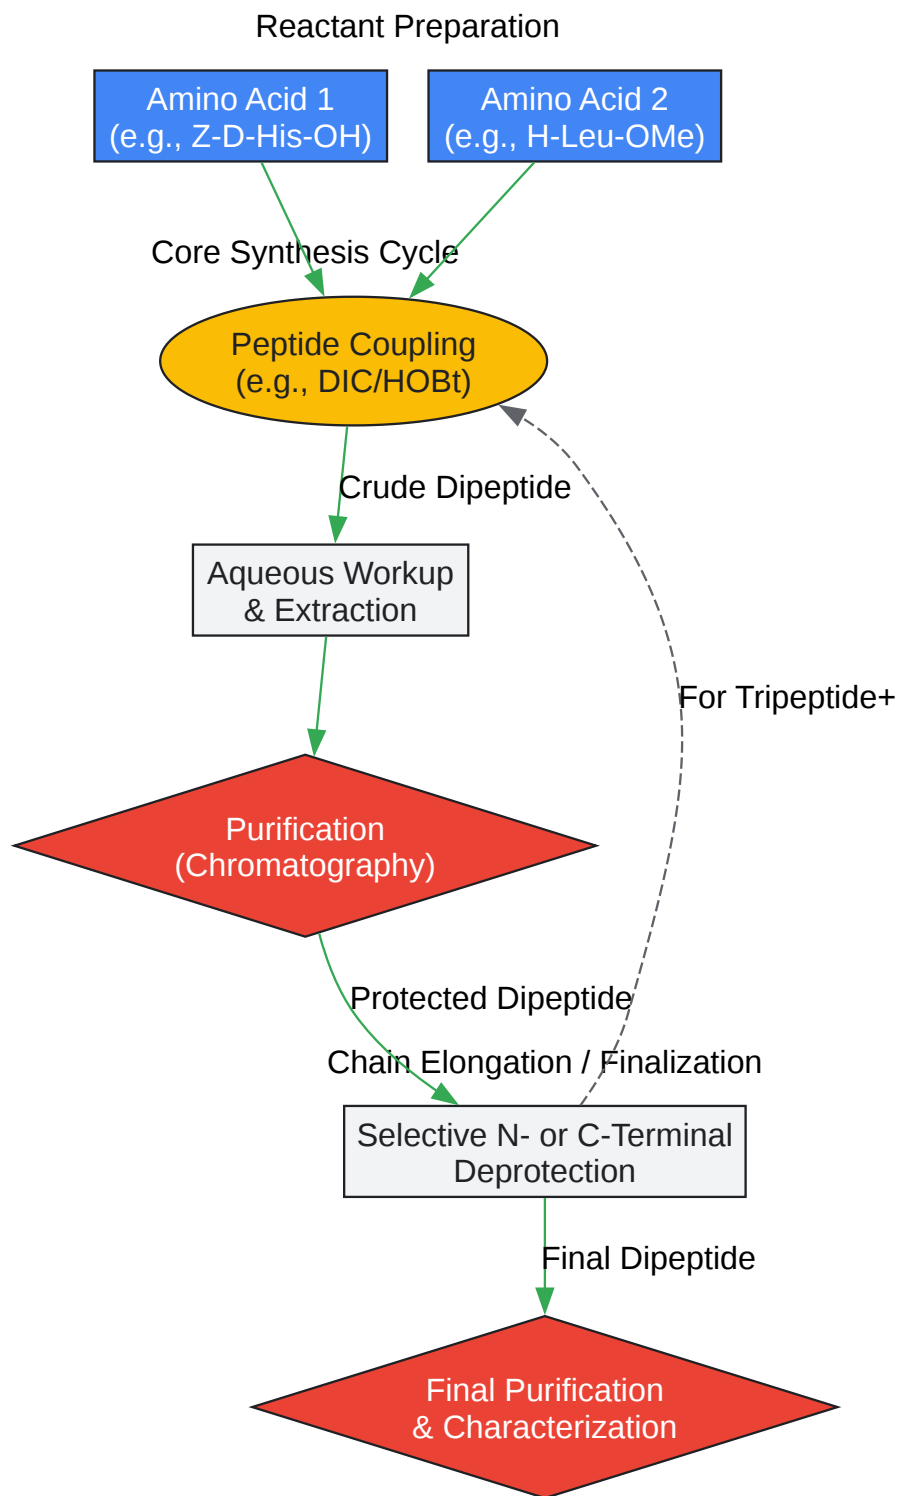 Reactant Preparation
Amino Acid 1
(e.g., Z-D-His-OH)
Amino Acid 2
(e.g., H-Leu-OMe)
Core Synthesis Cycle
Peptide Coupling
(e.g., DIC/HOBt)
Crude Dipeptide
Aqueous Workup
& Extraction
For Tripeptide+
Purification
(Chromatography)
Protected Dipeptide
Chain Elongation / Finalization
Selective N- or C-Terminal
Deprotection
Final Dipeptide
Final Purification
& Characterization